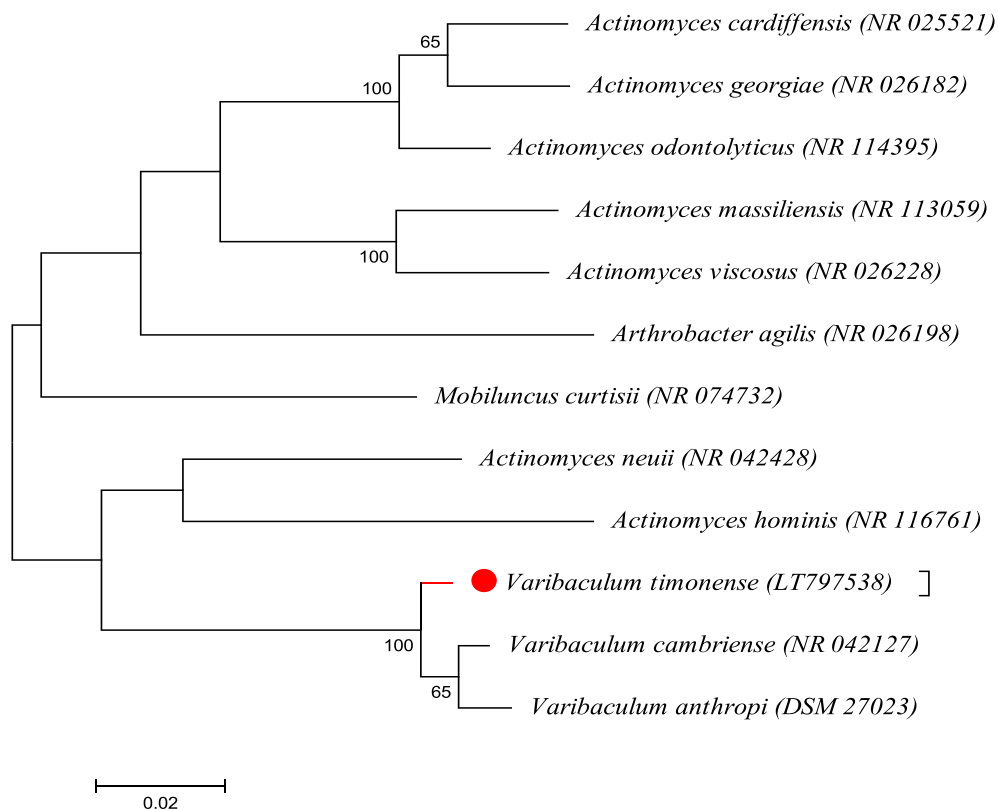 Actinomyces cardiffensis (NR 025521)
65
Actinomyces georgiae (NR 026182)
100
Actinomyces odontolyticus (NR 114395)
Actinomyces massiliensis (NR 113059)
100
Actinomyces viscosus (NR 026228)
Arthrobacter agilis (NR 026198)
Mobiluncus curtisii (NR 074732)
Actinomyces neuii (NR 042428)
Actinomyces hominis (NR 116761)
Varibaculum timonense (LT797538)
100
Varibaculum cambriense (NR 042127)
65
Varibaculum anthropi (DSM 27023)
0.02